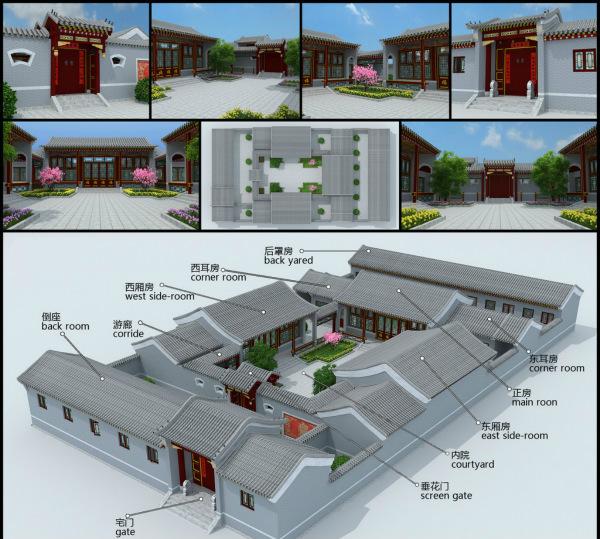 后罩房
back yared
西耳房
corner room
西厢房
west side-room
游廊
corride
倒座
back room
东耳房
corner room
正房
main roon
东厢房
east side-room
内院
courtyard
垂花门
screen gate
宅门
gate